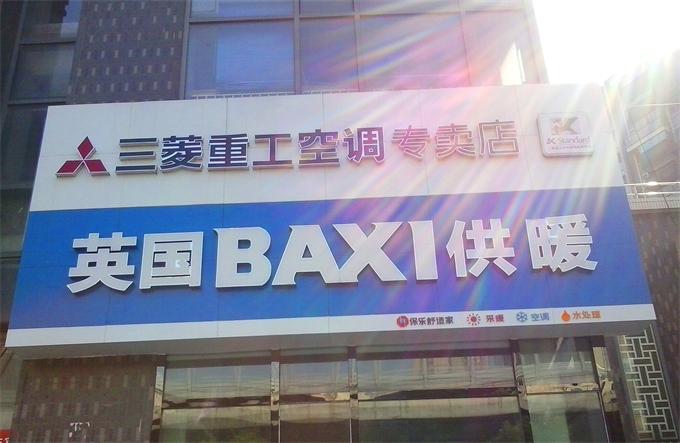 三菱重工空调专卖店
K Standard
英国BAXI供暖
保乐舒适家 采暖 空调 水处理